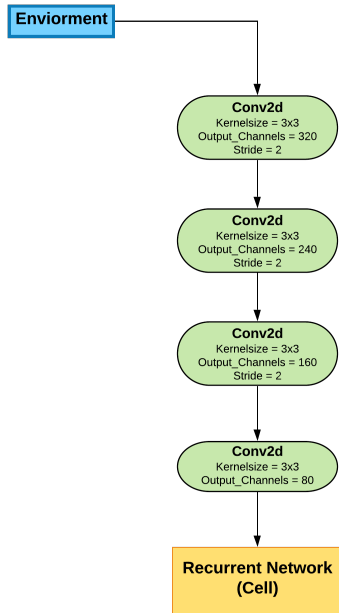 Enviorment
Conv2d
Kernelsize = 3x3
Output_Channels = 320
Stride = 2
Conv2d
Kernelsize = 3x3
Output_Channels = 240
Stride = 2
Conv2d
Kernelsize = 3x3
Output_Channels = 160
Stride = 2
Conv2d
Kernelsize = 3x3
Output_Channels = 80
Recurrent Network
(Cell)